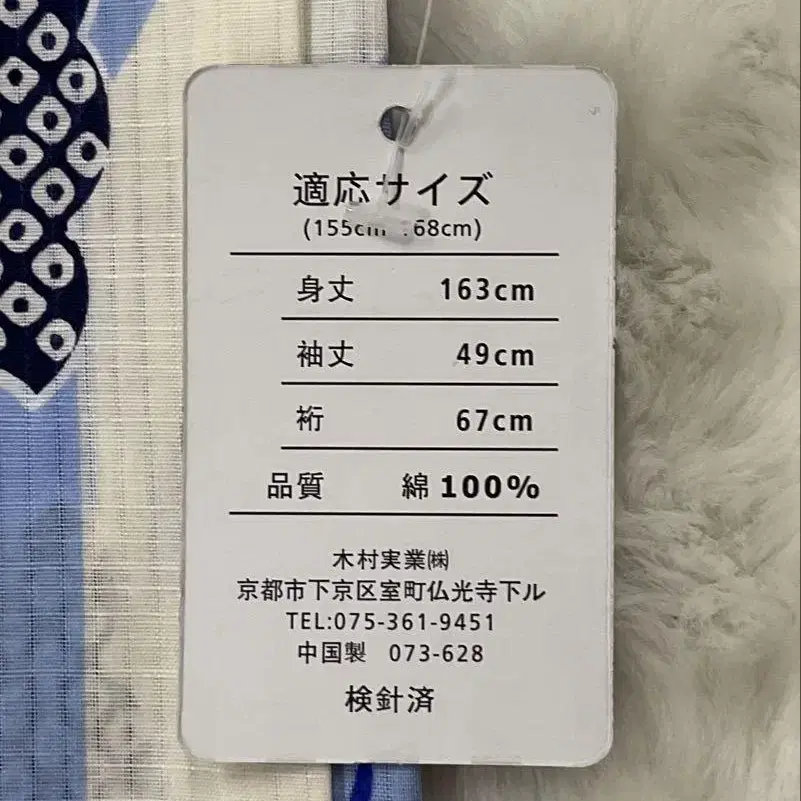 適応サイズ
(155cm 68cm)
身丈 163cm
袖丈 49cm
裄 67cm
品質 綿 100%
木村実業㈱
京都市下京区室町仏光寺下ル
TEL:075-361-9451
中国製 073-628
検針済